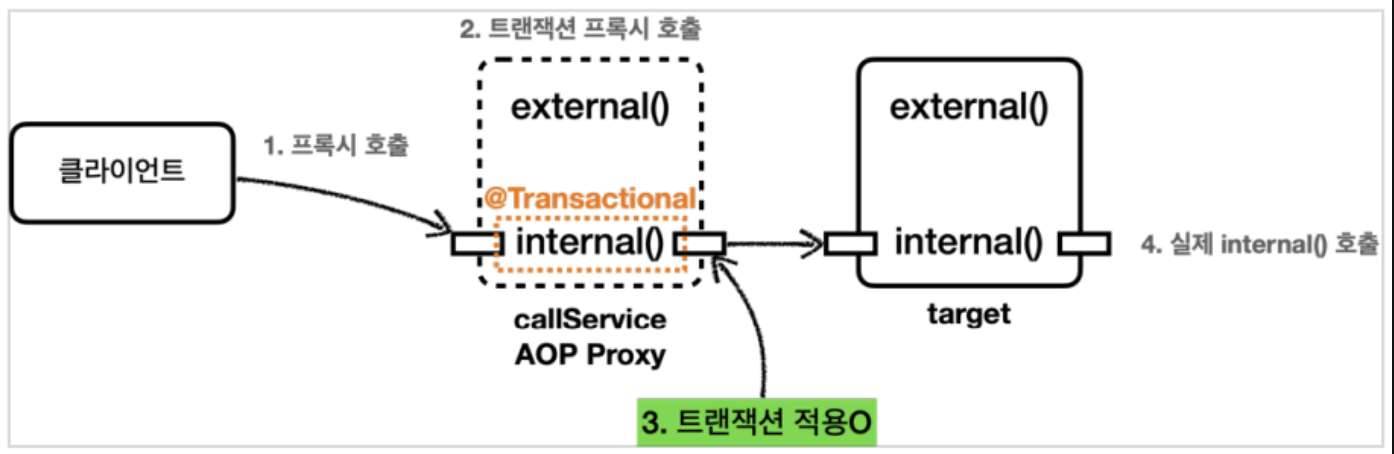 2. 트랜잭션 프록시 호출
클라이언트
1. 프록시 호출
external()
@Transactional
internal()
callService
AOP Proxy
3. 트랜잭션 적용O
external()
internal()
target
4. 실제 internal() 호출